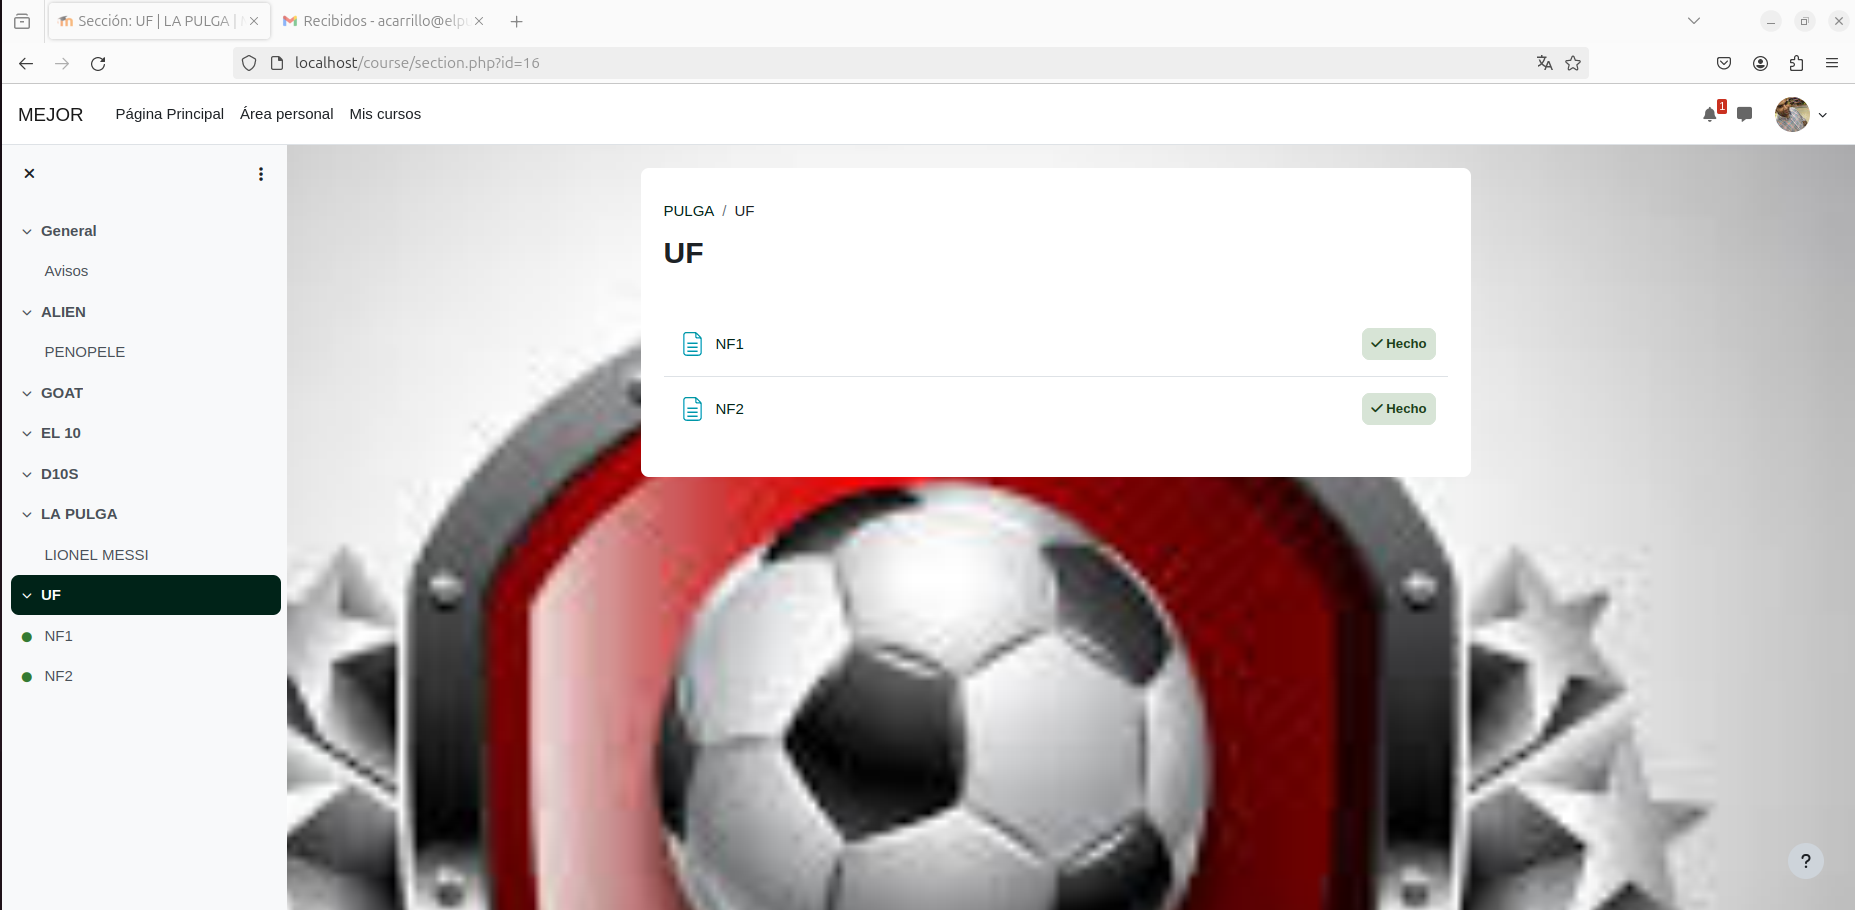 Sección: UF | LA PULGA |
Recibidos - acarrillo@elp
localhost/course/section.php?id=16
MEJOR Página Principal Área personal Mis cursos
1
General
Avisos
ALIEN
PENOPELE
GOAT
EL 10
D10S
LA PULGA
LIONEL MESSI
UF
NF1
NF2
PULGA / UF
UF
NF1 Hecho
NF2 Hecho
?